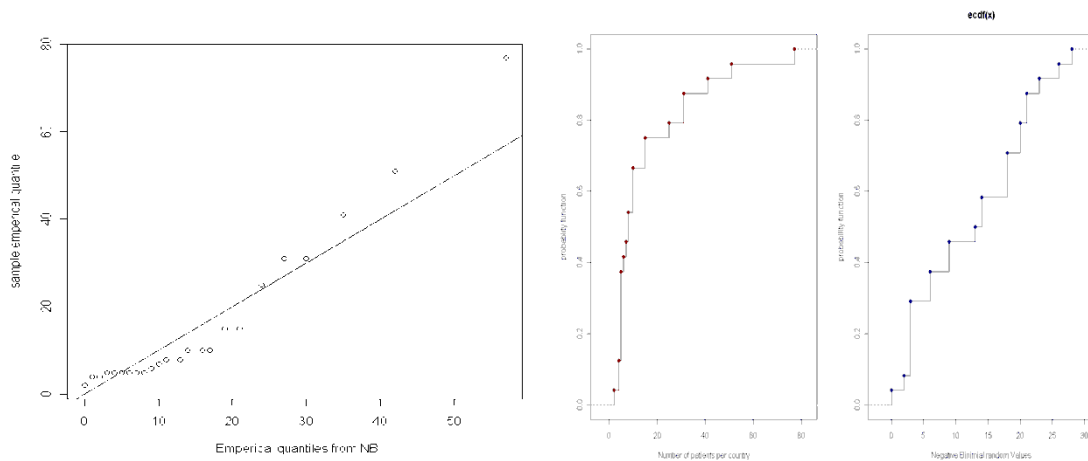 80
60
40
20
0
sample emperical quantile
0 10 20 30 40 50
Emperical quantiles from NB
1.0
0.8
0.6
0.4
0.2
0.0
probability function
0 20 40 60 80
Number of patients per country
ecdf(x)
1.0
0.8
0.6
0.4
0.2
0.0
probability function
0 5 10 15 20 25 30
Negative Binimial random Values